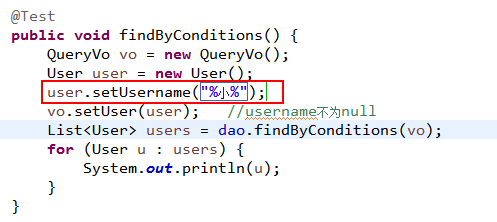 @Test
public void findByConditions() {
    QueryVo vo = new QueryVo();
    User user = new User();
    user.setUsername("%小%");
    vo.setUser(user);   //username不为null
    List<User> users = dao.findByConditions(vo);
    for (User u : users) {
        System.out.println(u);
    }
}